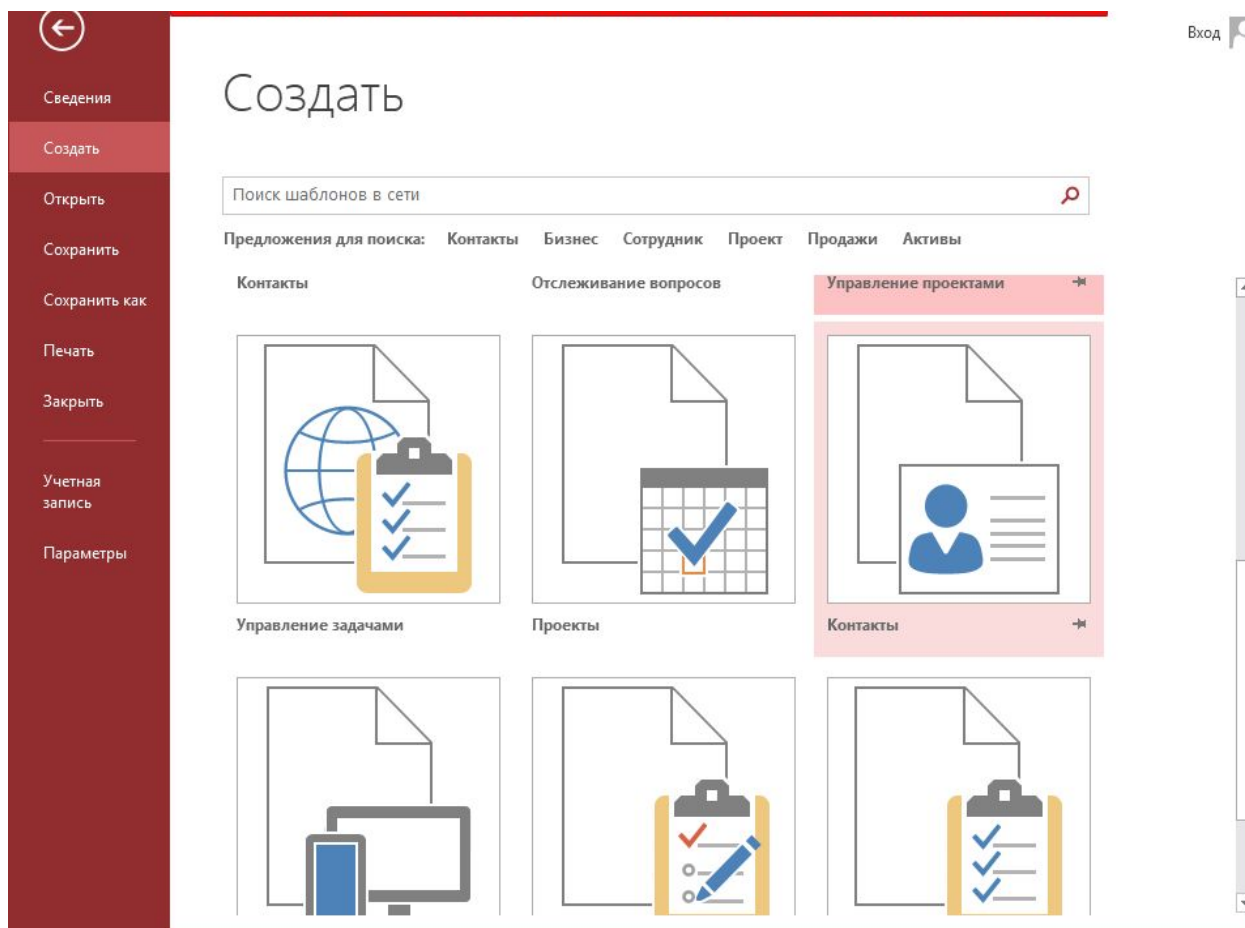 Вход
Сведения
Создать
Открыть
Сохранить
Сохранить как
Печать
Закрыть
Учетная
запись
Параметры
Создать
Поиск шаблонов в сети
Предложения для поиска: Контакты Бизнес Сотрудник Проект Продажи Активы
Контакты Отслеживание вопросов Управление проектами
Управление задачами Проекты Контакты